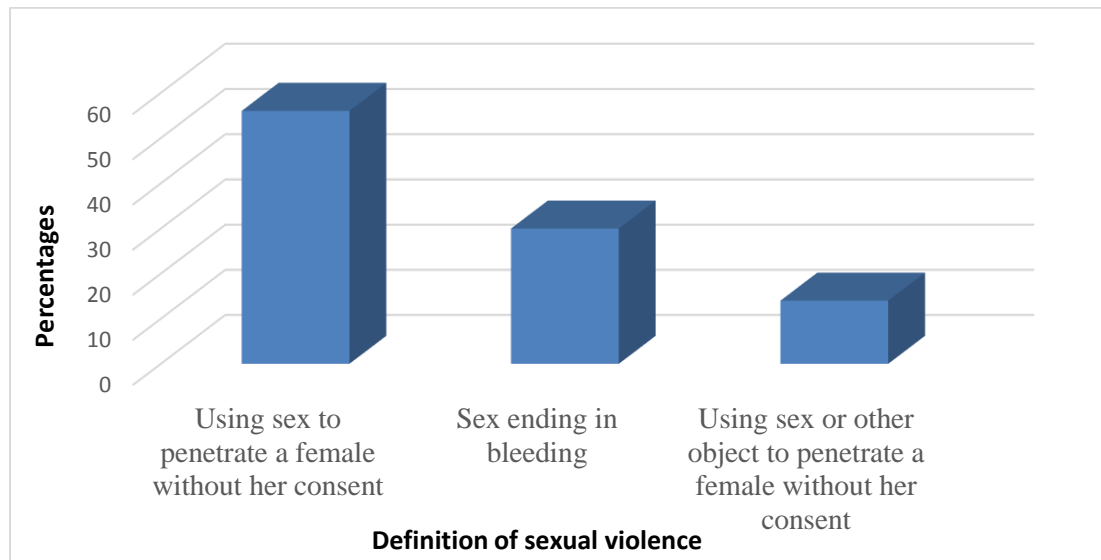 60
50
40
30
20
10
0
Percentages
Using sex to
penetrate a female
without her consent
Sex ending in
bleeding
Using sex or other
object to penetrate a
female without her
consent
Definition of sexual violence